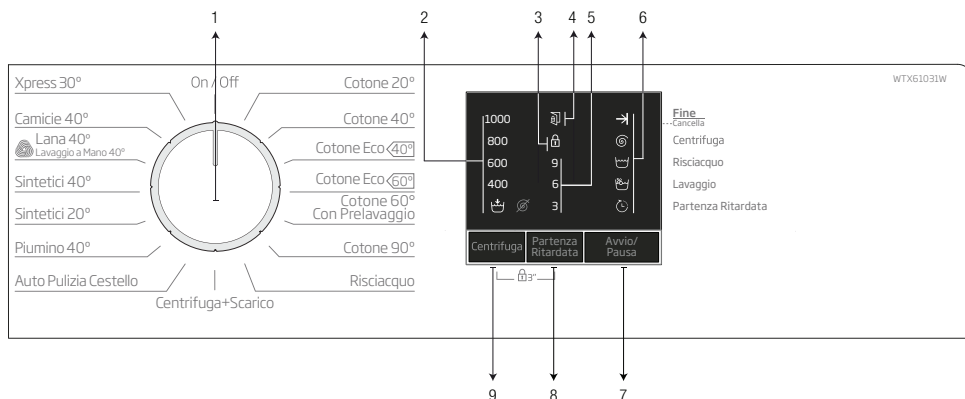 1
2
3
4
5
6
WTX61031W
On / Off
Xpress 30°
Camicie 40°
Lana 40°
Lavaggio a Mano 40°
Sintetici 40°
Sintetici 20°
Piumino 40°
Auto Pulizia Cestello
Centrifuga+Scarico
Cotone 20°
Cotone 40°
Cotone Eco 40°
Cotone Eco 60°
Cotone 60°
Con Prelavaggio
Cotone 90°
Risciacquo
1000
800
600
400
9
6
3
Fine
Cancella
Centrifuga
Risciacquo
Lavaggio
Partenza Ritardata
Centrifuga
Partenza
Ritardata
Avvio/
Pausa
3"
9
8
7